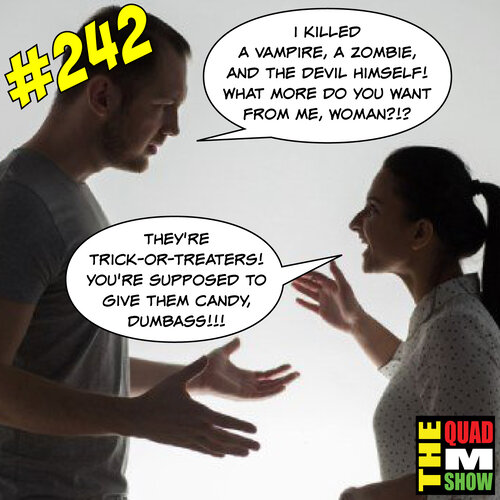 #242
I KILLED
A VAMPIRE, A ZOMBIE,
AND THE DEVIL HIMSELF!
WHAT MORE DO YOU WANT
FROM ME, WOMAN?!?
THEY'RE
TRICK-OR-TREATERS!
YOU'RE SUPPOSED TO
GIVE THEM CANDY,
DUMBASS!!!
THE
QUAD
M
SHOW